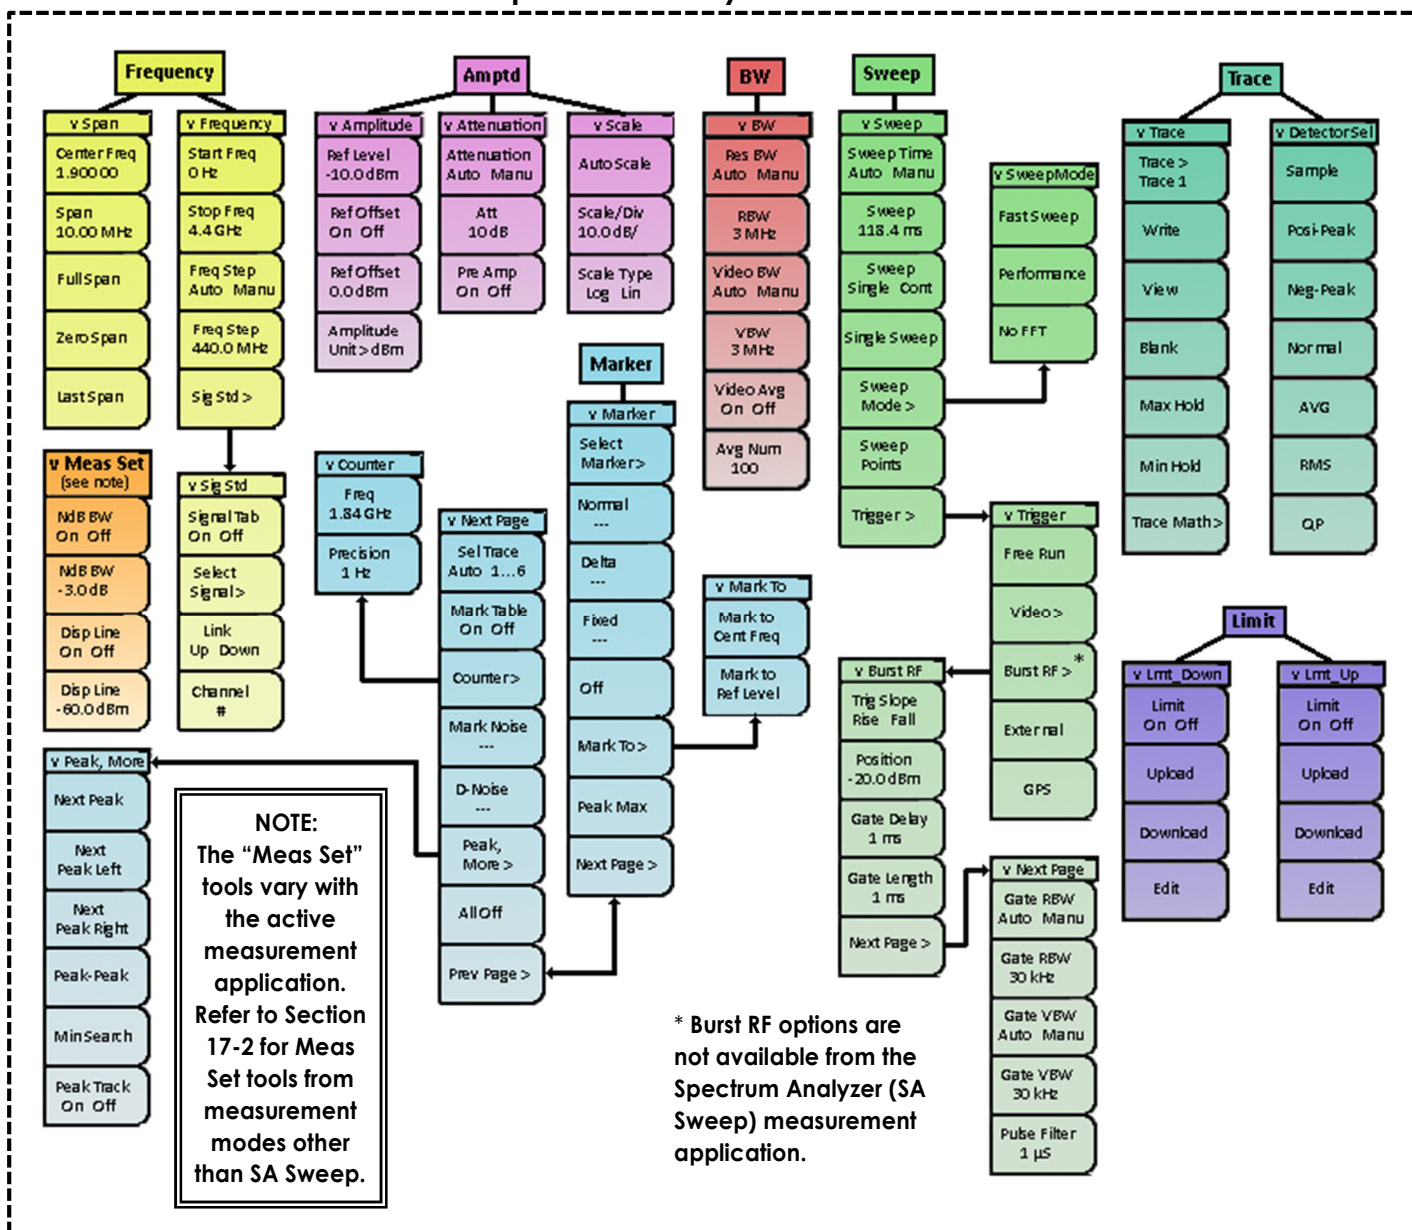 Frequency
v Span
Center Freq
1.90000
Span
10.00 MHz
Full Span
Zero Span
Last Span
v Frequency
Start Freq
0 Hz
Stop Freq
4.4 GHz
Freq Step
Auto Manu
Freq Step
440.0 MHz
Sig Std >
v Sig Std
Signal Tab
On Off
Select
Signal >
Link
Up Down
Channel
#
v Meas Set
(see note)
NdB BW
On Off
NdB BW
-3.0 dB
Disp Line
On Off
Disp Line
-60.0 dBm
Amptd
v Amplitude
Ref Level
-10.0 dBm
Ref Offset
On Off
Ref Offset
0.0 dBm
Amplitude
Unit > dBm
v Attenuation
Attenuation
Auto Manu
Att
10 dB
Pre Amp
On Off
v Scale
Auto Scale
Scale/Div
10.0 dB/
Scale Type
Log Lin
Marker
v Marker
Select
Marker>
Normal
---
Delta
---
Fixed
---
Off
Mark To >
Peak Max
Next Page >
v Counter
Freq
1.84 GHz
Precision
1 Hz
v Next Page
Sel Trace
Auto 1...6
Mark Table
On Off
Counter >
Mark Noise
---
D-Noise
---
Peak,
More >
All Off
Prev Page >
v Mark To
Mark to
Cent Freq
Mark to
Ref Level
v Peak, More
Next Peak
Next
Peak Left
Next
Peak Right
Peak-Peak
Min Search
Peak Track
On Off
NOTE:
The “Meas Set”
tools vary with
the active
measurement
application.
Refer to Section
17-2 for Meas
Set tools from
measurement
modes other
than SA Sweep.
BW
v BW
Res BW
Auto Manu
RBW
3 MHz
Video BW
Auto Manu
VBW
3 MHz
Video Avg
On Off
Avg Num
100
Sweep
v Sweep
Sweep Time
Auto Manu
Sweep
118.4 ms
Sweep
Single Cont
Single Sweep
Sweep
Mode >
Sweep
Points
Trigger >
v SweepMode
Fast Sweep
Performance
No FFT
v Trigger
Free Run
Video >
Burst RF >*
External
GPS
v Burst RF
Trig Slope
Rise Fall
Position
-20.0 dBm
Gate Delay
1 ms
Gate Length
1 ms
Next Page >
v Next Page
Gate RBW
Auto Manu
Gate RBW
30 kHz
Gate VBW
Auto Manu
Gate VBW
30 kHz
Pulse Filter
1 µS
* Burst RF options are
not available from the
Spectrum Analyzer (SA
Sweep) measurement
application.
Trace
v Trace
Trace >
Trace 1
Write
View
Blank
Max Hold
Min Hold
Trace Math >
v DetectorSel
Sample
Posi-Peak
Neg-Peak
Normal
AVG
RMS
QP
Limit
v Lmt_Down
Limit
On Off
Upload
Download
Edit
v Lmt_Up
Limit
On Off
Upload
Download
Edit